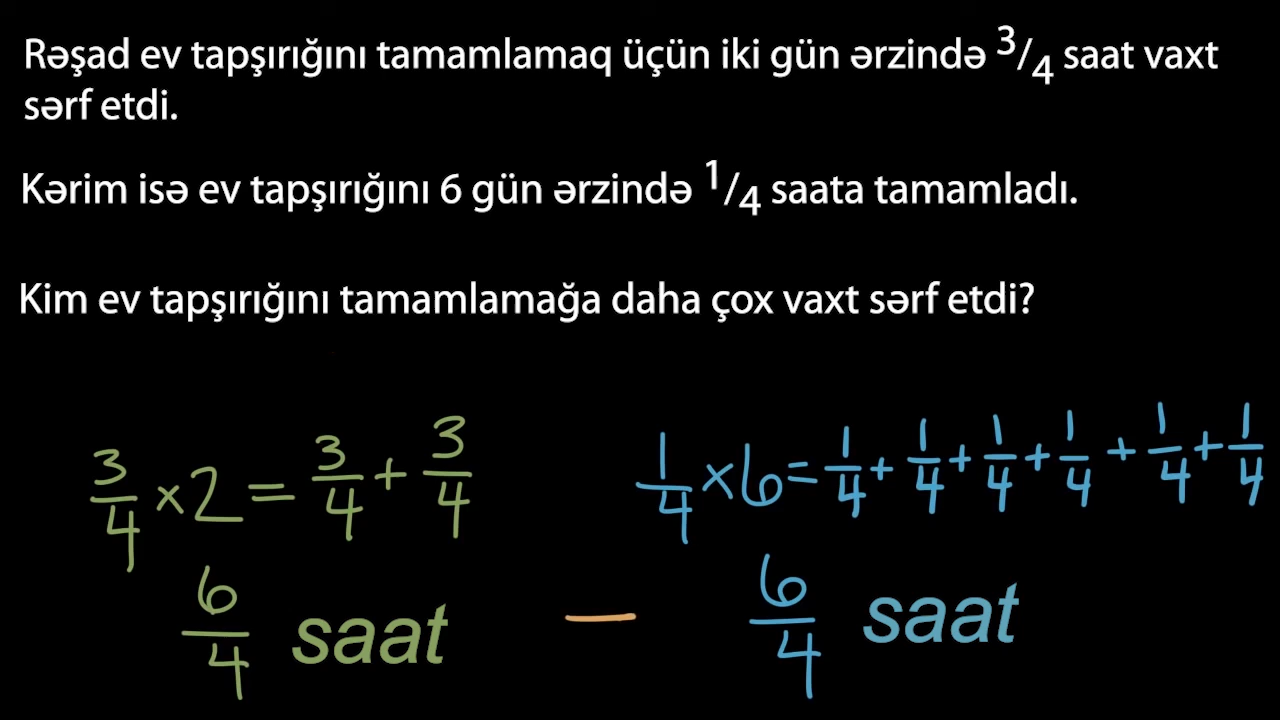 Rəşad ev tapşırığını tamamlamaq üçün iki gün ərzində 3/4 saat vaxt
sərf etdi.
Kərim isə ev tapşırığını 6 gün ərzində 1/4 saata tamamladı.
Kim ev tapşırığını tamamlamağa daha çox vaxt sərf etdi?
3/4 × 2 = 3/4 + 3/4
1/4 × 6 = 1/4 + 1/4 + 1/4 + 1/4 + 1/4 + 1/4
6/4 saat — 6/4 saat